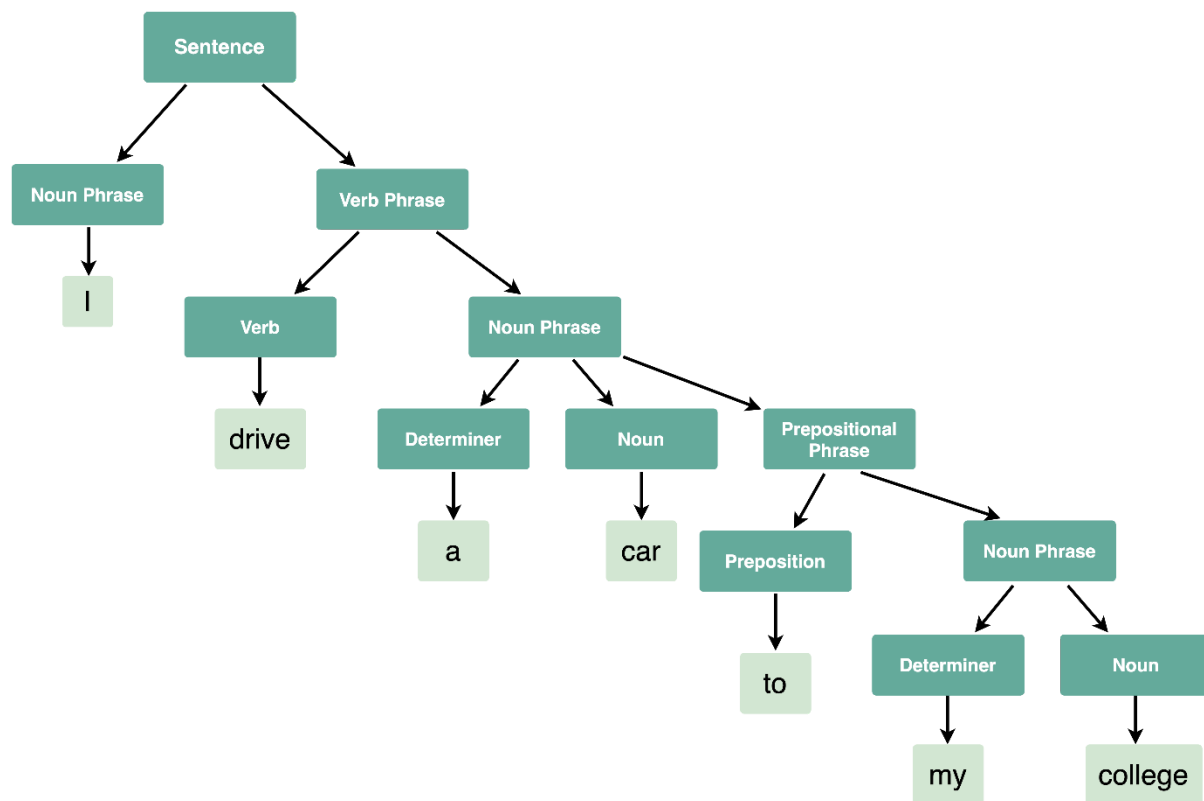 Sentence
Noun Phrase
Verb Phrase
I
Verb
Noun Phrase
drive
Determiner
Noun
Prepositional
Phrase
a
car
Preposition
Noun Phrase
to
Determiner
Noun
my
college